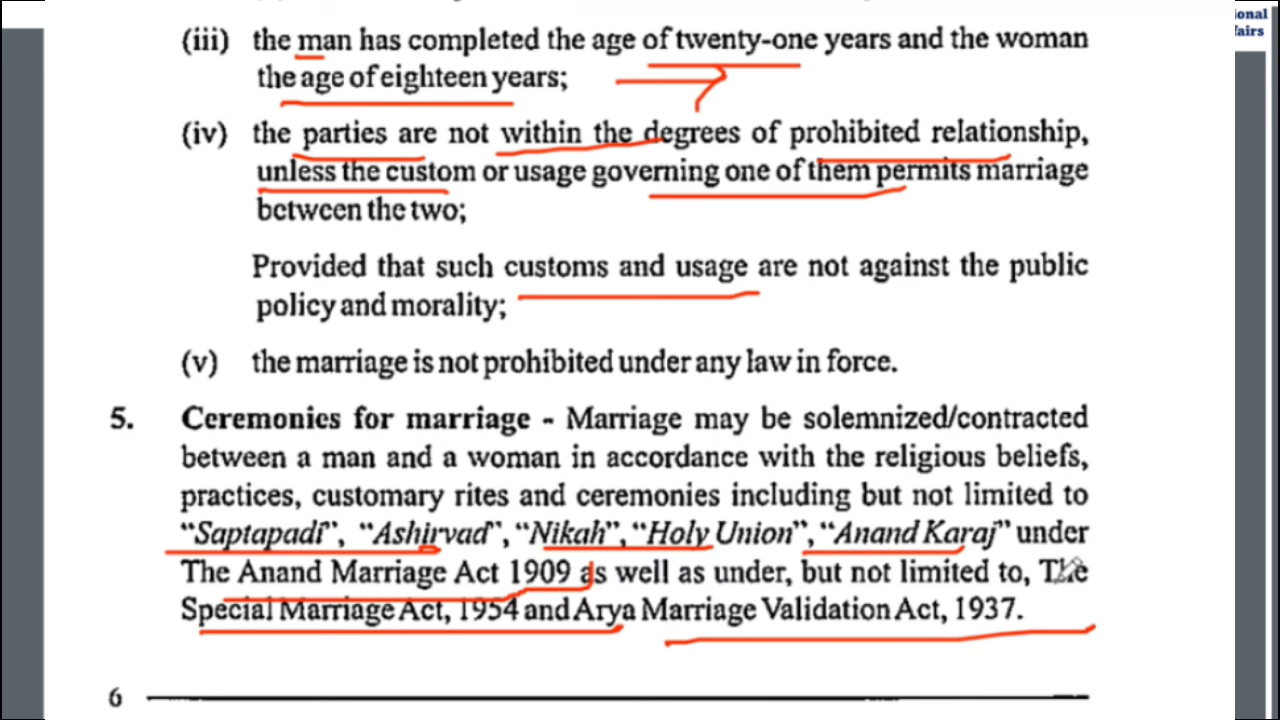 ional
fairs
(iii) the man has completed the age of twenty-one years and the woman
the age of eighteen years;
(iv) the parties are not within the degrees of prohibited relationship,
unless the custom or usage governing one of them permits marriage
between the two;
Provided that such customs and usage are not against the public
policy and morality;
(v) the marriage is not prohibited under any law in force.
5. Ceremonies for marriage - Marriage may be solemnized/contracted
between a man and a woman in accordance with the religious beliefs,
practices, customary rites and ceremonies including but not limited to
“Saptapadi”, “Ashirvad”, “Nikah”, “Holy Union”, “Anand Karaj” under
The Anand Marriage Act 1909 as well as under, but not limited to, The
Special Marriage Act, 1954 and Arya Marriage Validation Act, 1937.
6